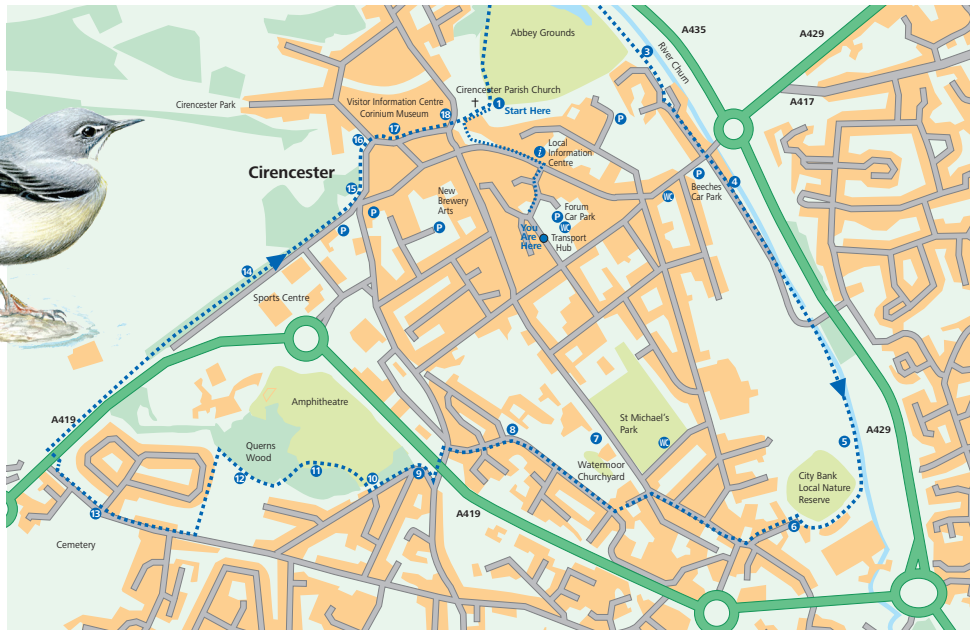 Abbey Grounds
A435
A429
River Churn
3
Cirencester Parish Church
Cirencester Park
Visitor Information Centre
Corinium Museum
18
1
Start Here
A417
P
17
16
i
Local
Information
Centre
Cirencester
15
P
Beeches
Car Park
4
WC
New
Brewery
Arts
P
P
P
Forum
Car Park
P
WC
You
Are
Here
Transport
Hub
14
Sports Centre
Amphitheatre
A419
St Michael's
Park
WC
8
7
A429
5
Querns
Wood
Watermoor
Churchyard
12
11
10
9
City Bank
Local Nature
Reserve
13
A419
6
Cemetery